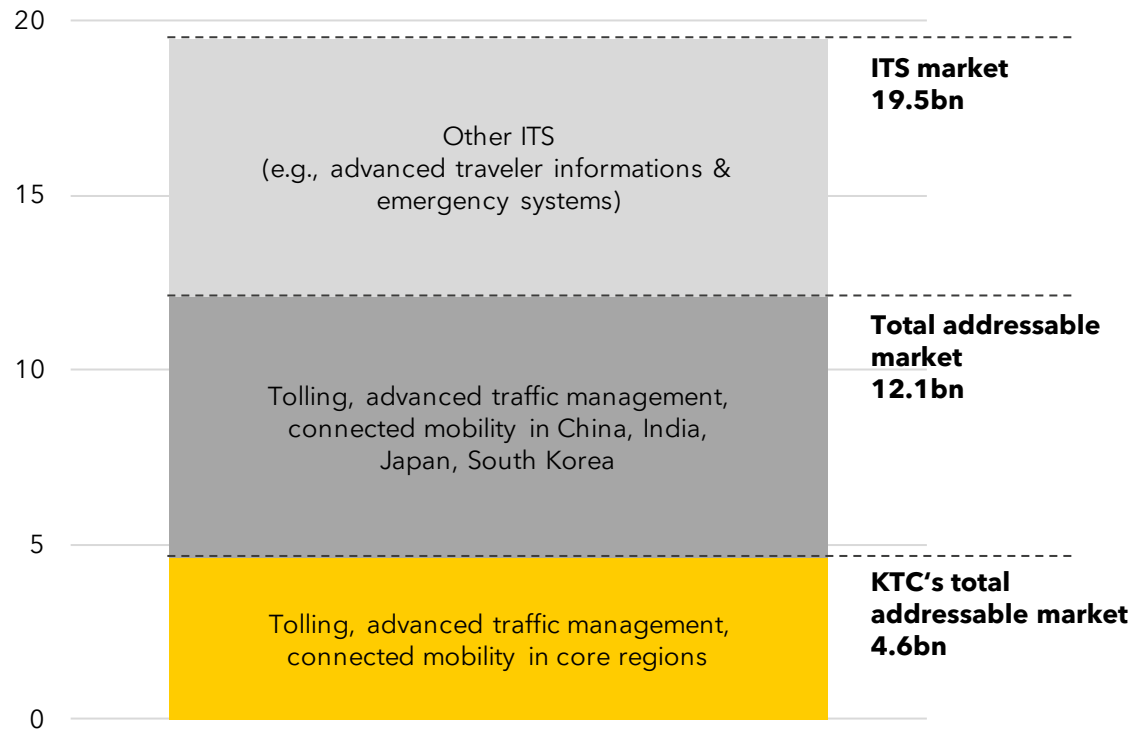 20
ITS market
19.5bn
Other ITS
(e.g., advanced traveler informations &
emergency systems)
15
Total addressable
market
12.1bn
10
Tolling, advanced traffic management,
connected mobility in China, India,
Japan, South Korea
5
KTC‘s total
addressable market
4.6bn
Tolling, advanced traffic management,
connected mobility in core regions
0